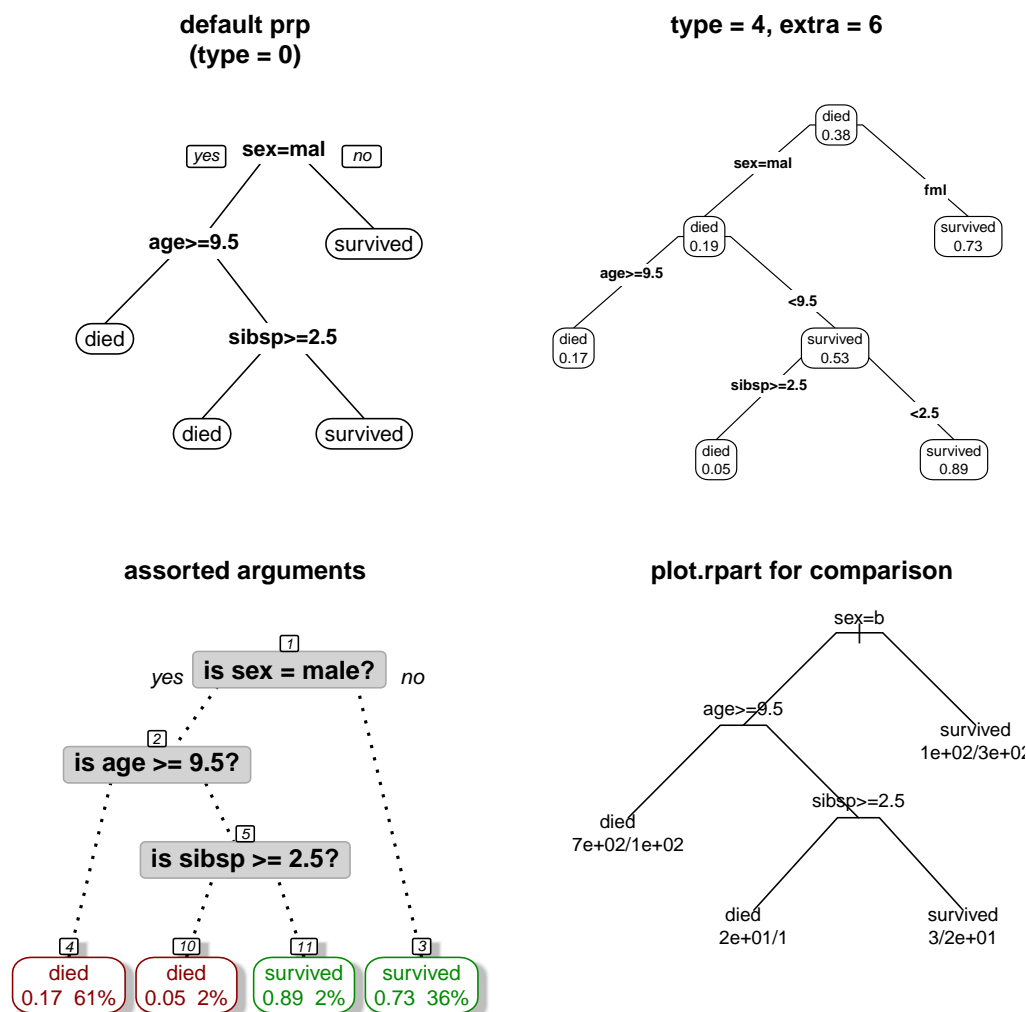 default prp
(type = 0)
yes sex=mal no
age>=9.5 survived
died sibsp>=2.5
died survived
type = 4, extra = 6
died
0.38
sex=mal
fml
died
0.19
survived
0.73
age>=9.5
<9.5
died
0.17
survived
0.53
sibsp>=2.5
<2.5
died
0.05
survived
0.89
assorted arguments
1
yes is sex = male? no
2
is age >= 9.5?
5
is sibsp >= 2.5?
4 10 11 3
died died survived survived
0.17 61% 0.05 2% 0.89 2% 0.73 36%
plot.rpart for comparison
sex=b
age>=9.5
survived
1e+02/3e+02
sibsp>=2.5
died
7e+02/1e+02
died survived
2e+01/1 3/2e+01